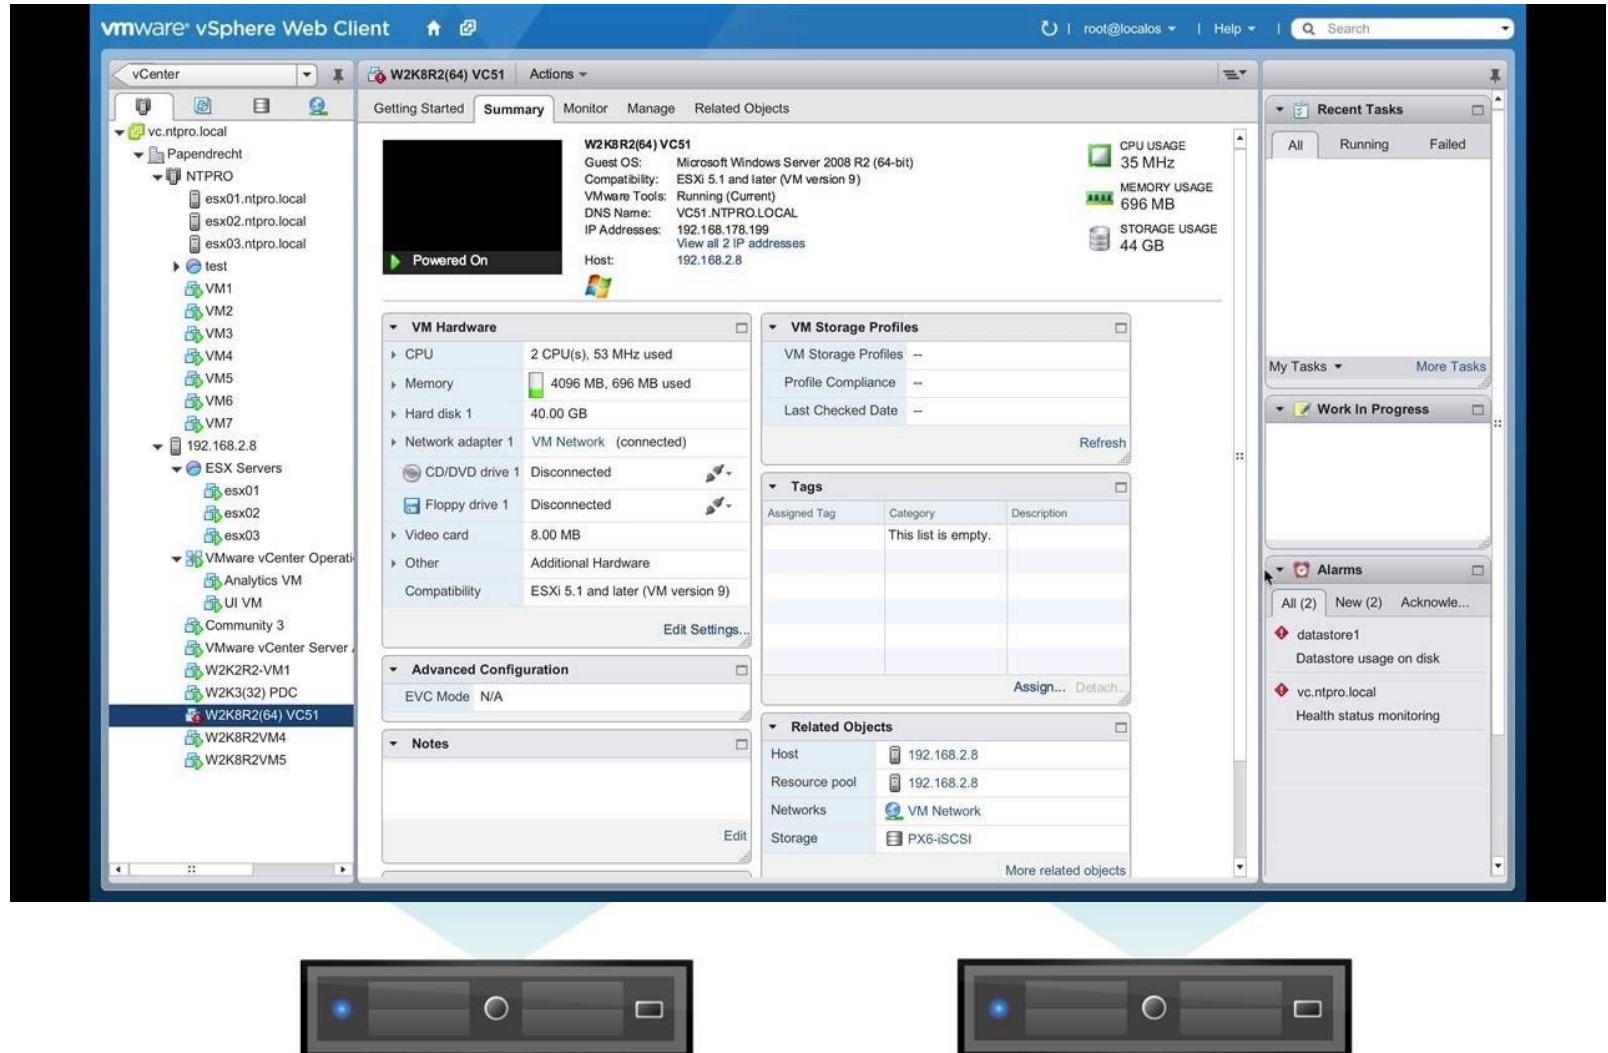 vmware vSphere Web Client
root@localos
Help
Search
vCenter
vc.ntpro.local
Papendrecht
NTPRO
esx01.ntpro.local
esx02.ntpro.local
esx03.ntpro.local
test
VM1
VM2
VM3
VM4
VM5
VM6
VM7
192.168.2.8
ESX Servers
esx01
esx02
esx03
VMware vCenter Operati
Analytics VM
UI VM
Community 3
VMware vCenter Server
W2K2R2-VM1
W2K3(32) PDC
W2K8R2(64) VC51
W2K8R2VM4
W2K8R2VM5
W2K8R2(64) VC51 Actions
Getting Started Summary Monitor Manage Related Objects
Powered On
W2K8R2(64) VC51
Guest OS: Microsoft Windows Server 2008 R2 (64-bit)
Compatibility: ESXi 5.1 and later (VM version 9)
VMware Tools: Running (Current)
DNS Name: VC51.NTPRO.LOCAL
IP Addresses: 192.168.178.199
View all 2 IP addresses
Host: 192.168.2.8
CPU USAGE
35 MHz
MEMORY USAGE
696 MB
STORAGE USAGE
44 GB
VM Hardware
CPU 2 CPU(s), 53 MHz used
Memory 4096 MB, 696 MB used
Hard disk 1 40.00 GB
Network adapter 1 VM Network (connected)
CD/DVD drive 1 Disconnected
Floppy drive 1 Disconnected
Video card 8.00 MB
Other Additional Hardware
Compatibility ESXi 5.1 and later (VM version 9)
Edit Settings...
Advanced Configuration
EVC Mode N/A
Notes
Edit
VM Storage Profiles
VM Storage Profiles --
Profile Compliance --
Last Checked Date --
Refresh
Tags
Assigned Tag Category Description
This list is empty.
Assign... Detach...
Related Objects
Host 192.168.2.8
Resource pool 192.168.2.8
Networks VM Network
Storage PX6-iSCSI
More related objects
Recent Tasks
All Running Failed
My Tasks More Tasks
Work In Progress
Alarms
All (2) New (2) Acknowle...
datastore1
Datastore usage on disk
vc.ntpro.local
Health status monitoring